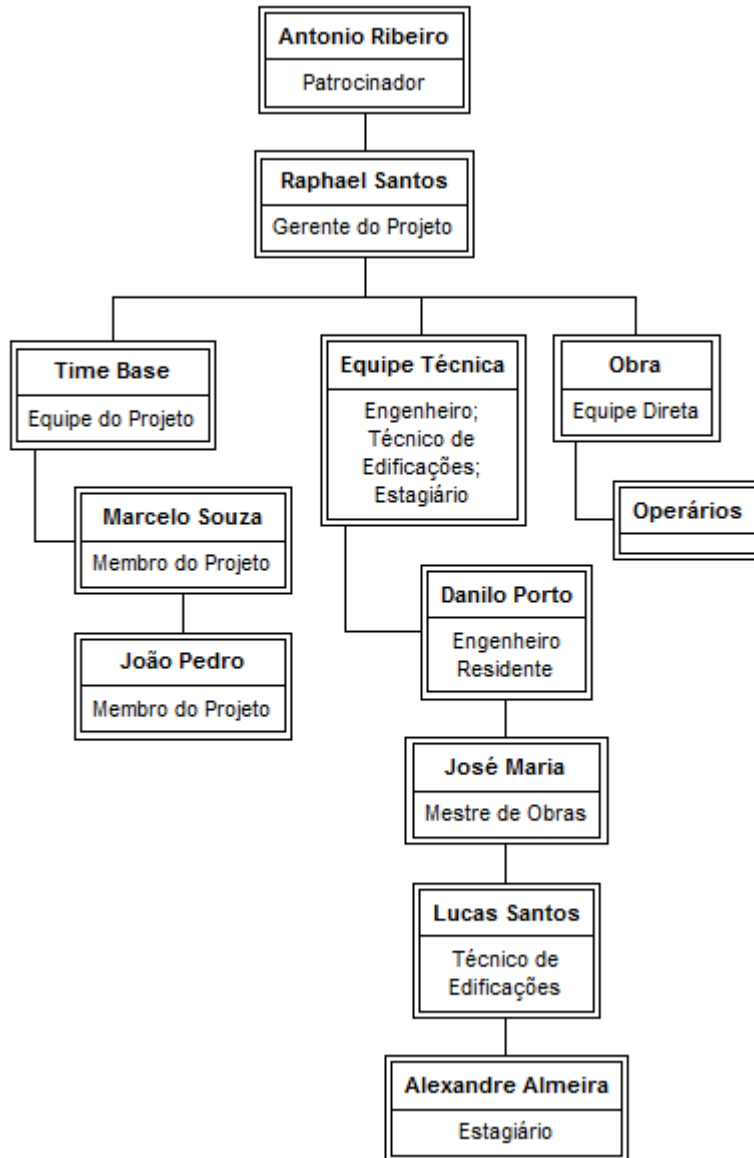 Antonio Ribeiro
Patrocinador
Raphael Santos
Gerente do Projeto
Time Base
Equipe do Projeto
Marcelo Souza
Membro do Projeto
João Pedro
Membro do Projeto
Equipe Técnica
Engenheiro;
Técnico de
Edificações;
Estagiário
Danilo Porto
Engenheiro
Residente
José Maria
Mestre de Obras
Lucas Santos
Técnico de
Edificações
Alexandre Almeira
Estagiário
Obra
Equipe Direta
Operários